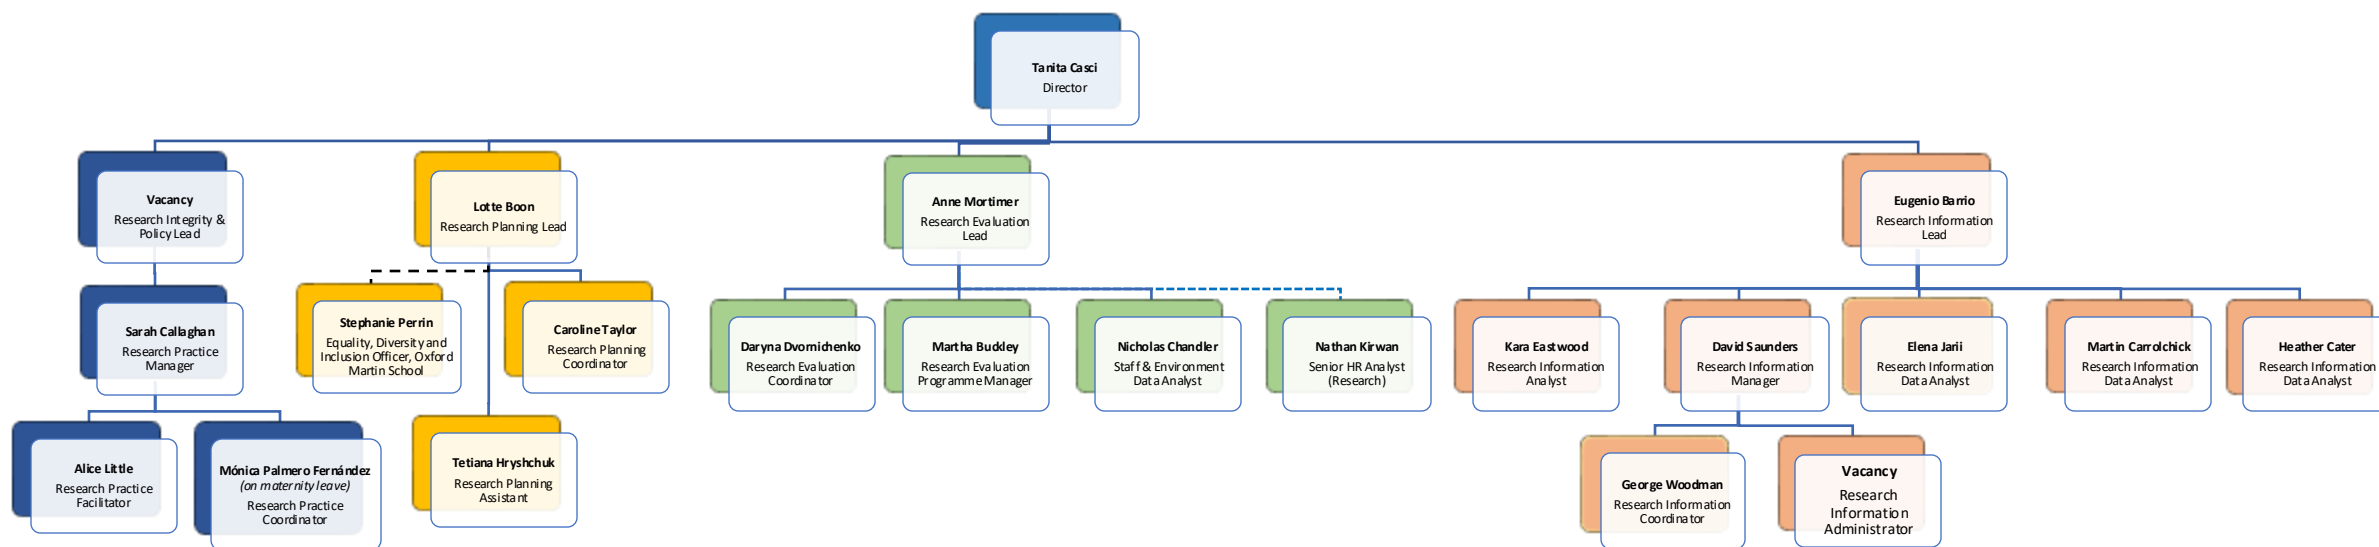 Tanita Casci
Director
Vacancy
Research Integrity &
Policy Lead
Lotte Boon
Research Planning Lead
Anne Mortimer
Research Evaluation
Lead
Eugenio Barrio
Research Information
Lead
Sarah Callaghan
Research Practice
Manager
Stephanie Perrin
Equality, Diversity and
Inclusion Officer, Oxford
Martin School
Caroline Taylor
Research Planning
Coordinator
Daryna Dvornichenko
Research Evaluation
Coordinator
Martha Buckley
Research Evaluation
Programme Manager
Nicholas Chandler
Staff & Environment
Data Analyst
Nathan Kirwan
Senior HR Analyst
(Research)
Kara Eastwood
Research Information
Analyst
David Saunders
Research Information
Manager
Elena Jarii
Research Information
Data Analyst
Martin Carrolchick
Research Information
Data Analyst
Heather Cater
Research Information
Data Analyst
Alice Little
Research Practice
Facilitator
Mónica Palmero Fernández
(on maternity leave)
Research Practice
Coordinator
Tetiana Hryshchuk
Research Planning
Assistant
George Woodman
Research Information
Coordinator
Vacancy
Research
Information
Administrator